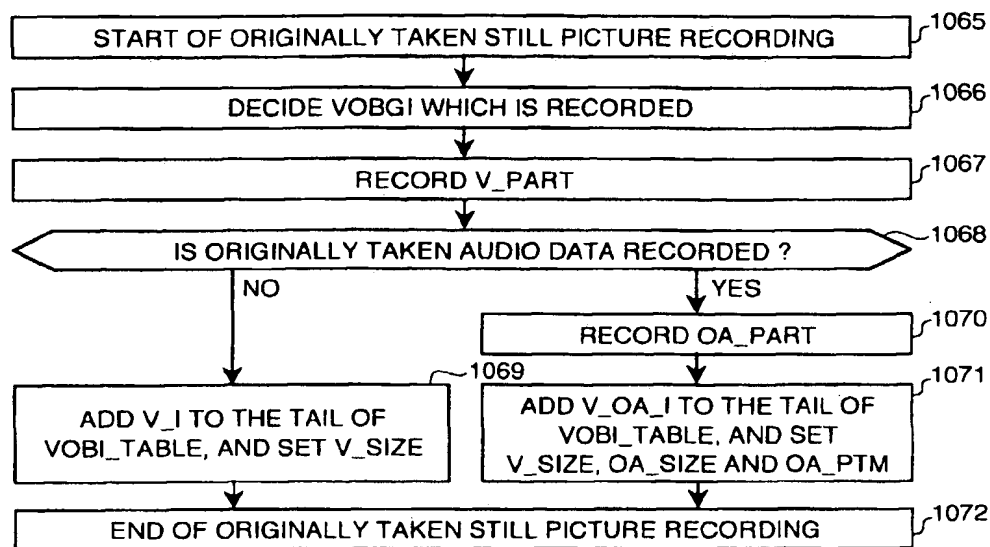 START OF ORIGINALLY TAKEN STILL PICTURE RECORDING
1065
DECIDE VOBGI WHICH IS RECORDED
1066
RECORD V_PART
1067
IS ORIGINALLY TAKEN AUDIO DATA RECORDED ?
1068
NO
YES
RECORD OA_PART
1070
1069
ADD V_I TO THE TAIL OF
VOBI_TABLE, AND SET V_SIZE
1071
ADD V_OA_I TO THE TAIL OF
VOBI_TABLE, AND SET
V_SIZE, OA_SIZE AND OA_PTM
END OF ORIGINALLY TAKEN STILL PICTURE RECORDING
1072